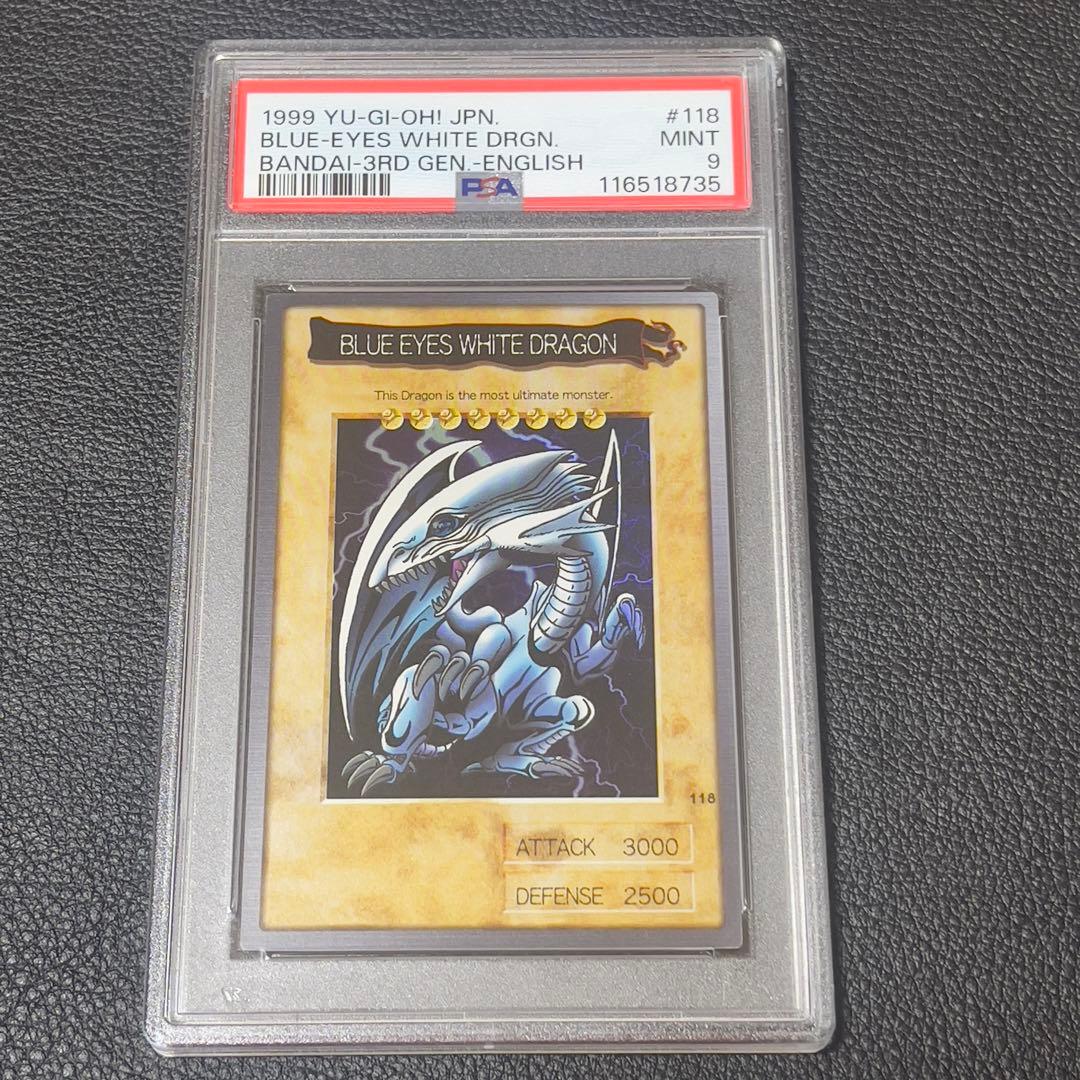 1999 YU-GI-OH! JPN. #118
BLUE-EYES WHITE DRGN. MINT
BANDAI-3RD GEN.-ENGLISH 9
PSA 116518735
BLUE EYES WHITE DRAGON
This Dragon is the most ultimate monster.
118
ATTACK 3000
DEFENSE 2500